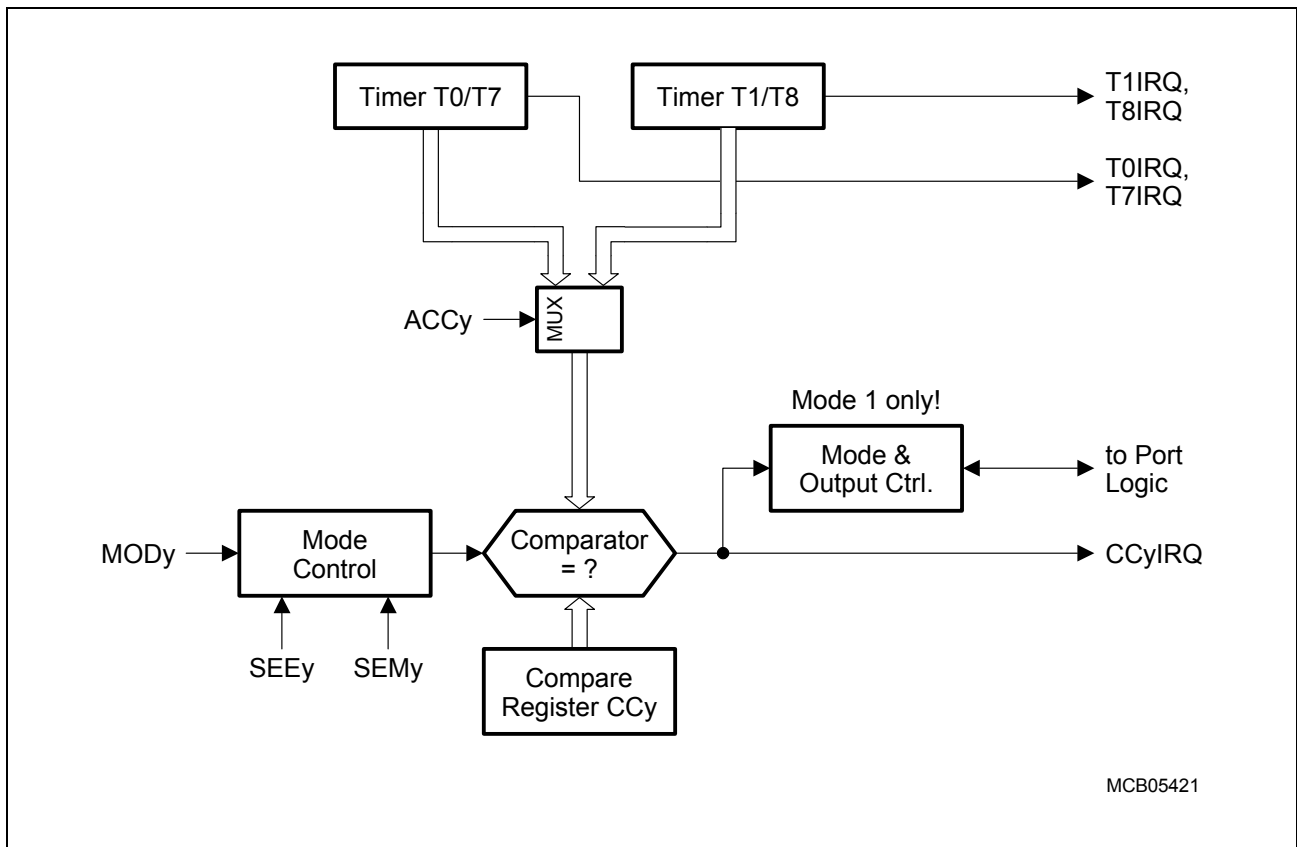 Timer T0/T7
Timer T1/T8
T1IRQ,
T8IRQ
T0IRQ,
T7IRQ
ACCy
MUX
Mode 1 only!
Mode &
Output Ctrl.
to Port
Logic
MODy
Mode
Control
Comparator
= ?
CCyIRQ
SEEy
SEMy
Compare
Register CCy
MCB05421